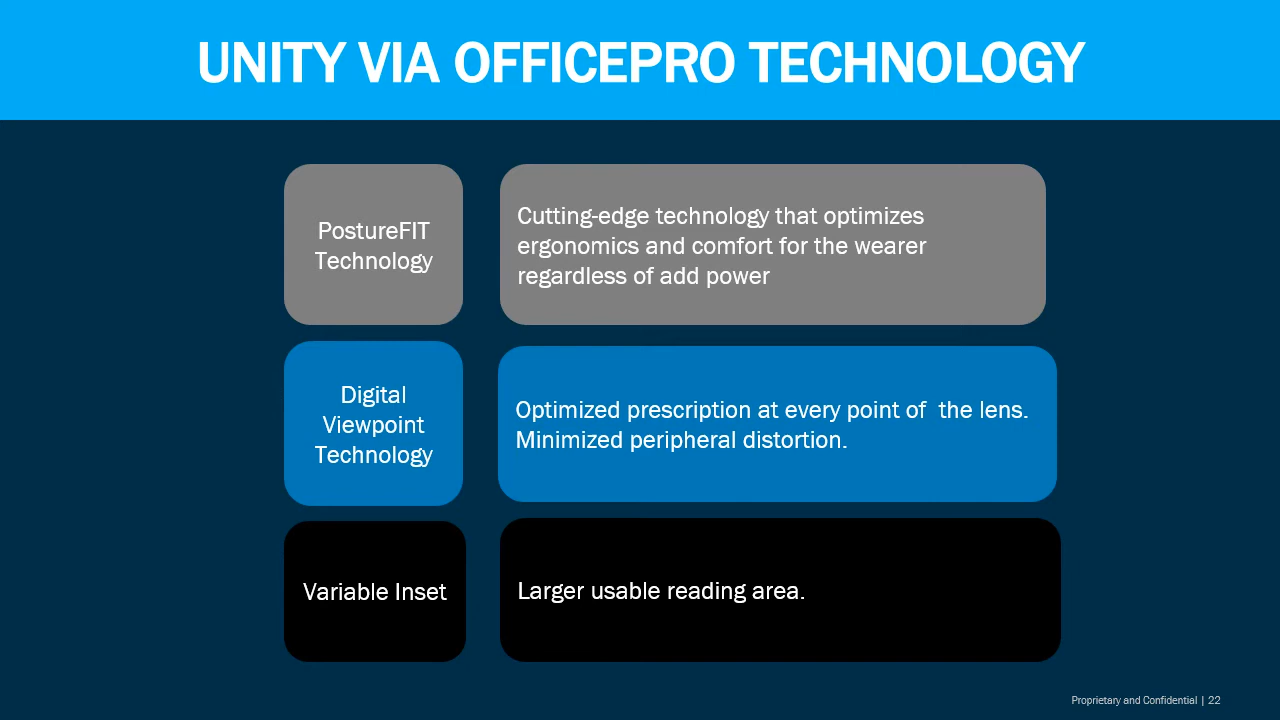 UNITY VIA OFFICEPRO TECHNOLOGY
PostureFIT
Technology
Cutting-edge technology that optimizes
ergonomics and comfort for the wearer
regardless of add power
Digital
Viewpoint
Technology
Optimized prescription at every point of  the lens.
Minimized peripheral distortion.
Variable Inset
Larger usable reading area.
Proprietary and Confidential | 22